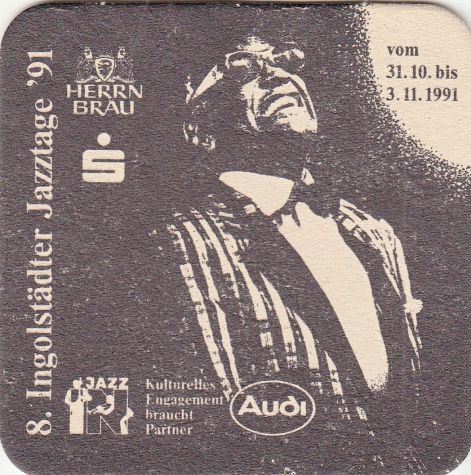 8. Ingolstädter Jazztage '91
HERRN
BRÄU
S
vom
31.10. bis
3.11.1991
JAZZ
IN
Kulturelles
Engagement
braucht
Partner
Audi